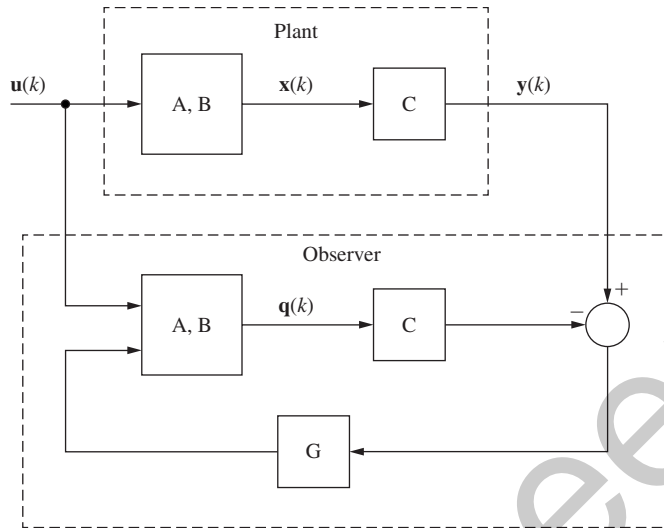 Plant
u(k)
A, B
x(k)
C
y(k)
Observer
+
A, B
q(k)
C
−
G